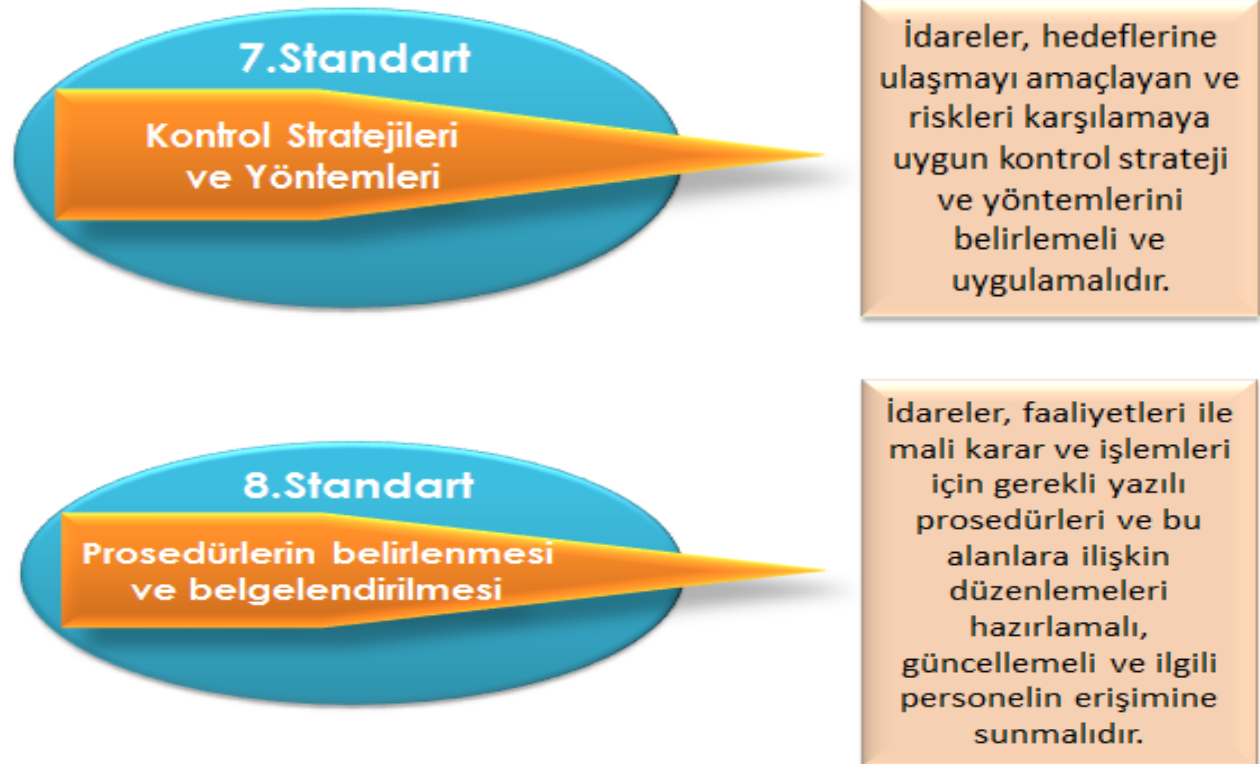 7.Standart
Kontrol Stratejileri
ve Yöntemleri
İdareler, hedeflerine
ulaşmayı amaçlayan ve
riskleri karşılamaya
uygun kontrol strateji
ve yöntemlerini
belirlemeli ve
uygulamalıdır.
8.Standart
Prosedürlerin belirlenmesi
ve belgelendirilmesi
İdareler, faaliyetleri ile
mali karar ve işlemleri
için gerekli yazılı
prosedürleri ve bu
alanlara ilişkin
düzenlemeleri
hazırlamalı,
güncellemeli ve ilgili
personelin erişimine
sunmalıdır.